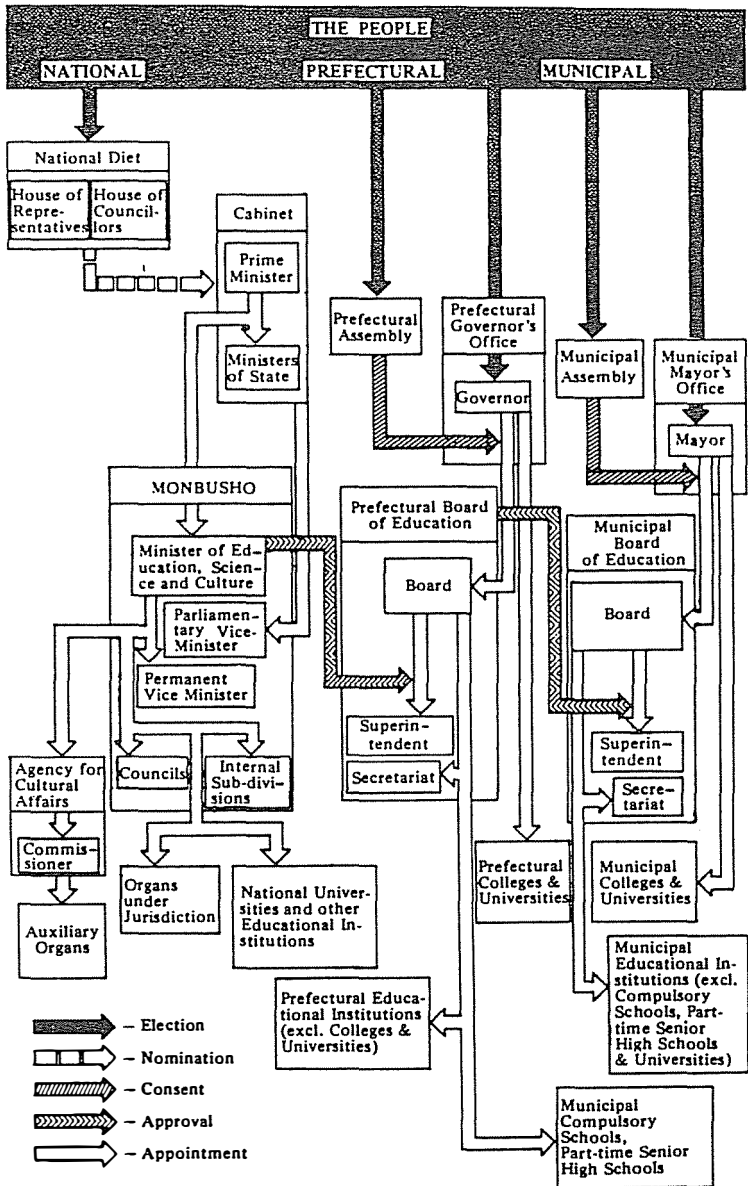 THE PEOPLE
NATIONAL
PREFECTURAL
MUNICIPAL
National Diet
House of
Repre-
sentatives
House of
Council-
lors
Cabinet
Prime
Minister
Ministers
of State
Prefectural
Assembly
Prefectural
Governor's
Office
Governor
Municipal
Assembly
Municipal
Mayor's
Office
Mayor
MONBUSHO
Minister of Ed-
ucation, Scien-
ce and Culture
Parliamen-
tary Vice-
Minister
Permanent
Vice Minister
Councils
Internal
Sub-divi-
sions
Agency for
Cultural
Affairs
Commis-
sioner
Auxiliary
Organs
Organs
under
Jurisdiction
National Univer-
sities and other
Educational In-
stitutions
Prefectural Board
of Education
Board
Superin-
tendent
Secretariat
Municipal
Board
of Education
Board
Superin-
tendent
Secre-
tariat
Prefectural
Colleges &
Universities
Municipal
Colleges &
Universities
Prefectural Educa-
tional Institutions
(excl. Colleges &
Universities)
Municipal
Educational In-
stitutions (excl.
Compulsory
Schools, Part-
time Senior
High Schools
& Universities)
Municipal
Compulsory
Schools,
Part-time Senior
High Schools
– Election
– Nomination
– Consent
– Approval
– Appointment